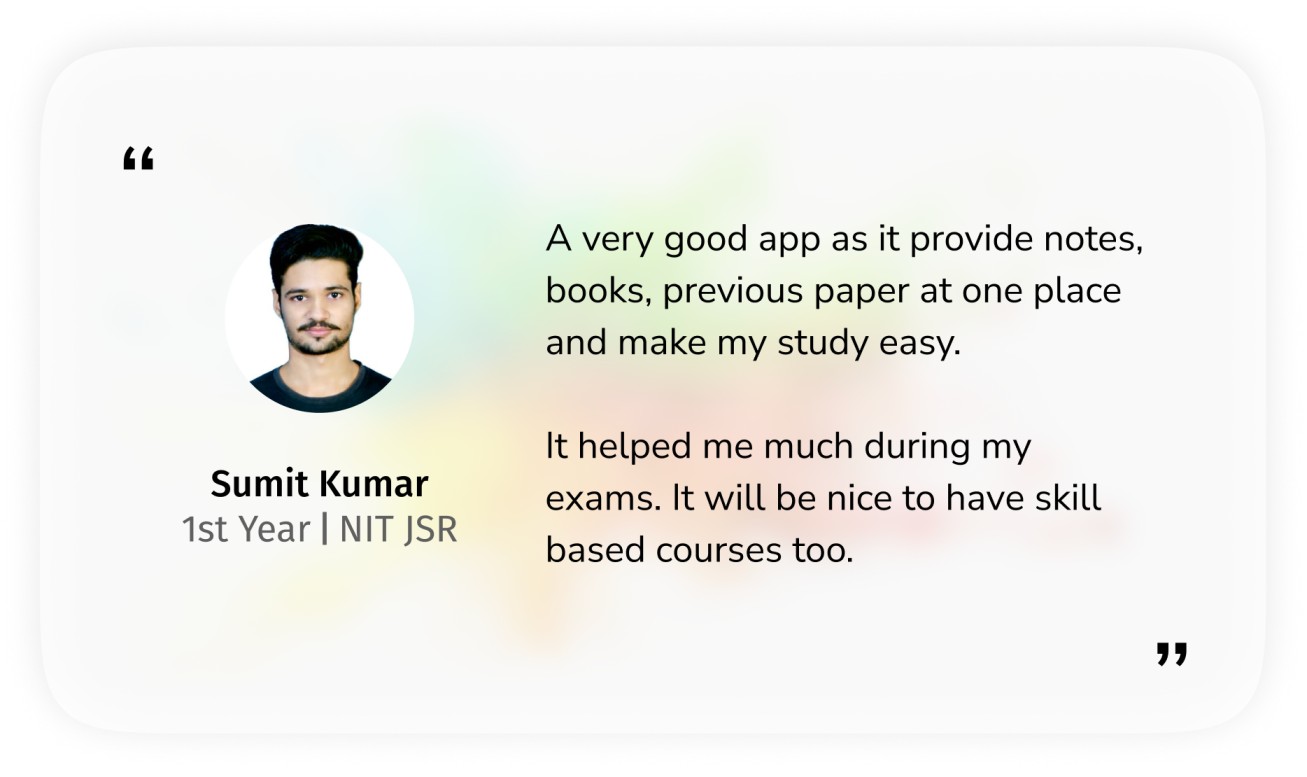 “
Sumit Kumar
1st Year | NIT JSR
A very good app as it provide notes,
books, previous paper at one place
and make my study easy.
It helped me much during my
exams. It will be nice to have skill
based courses too.
”